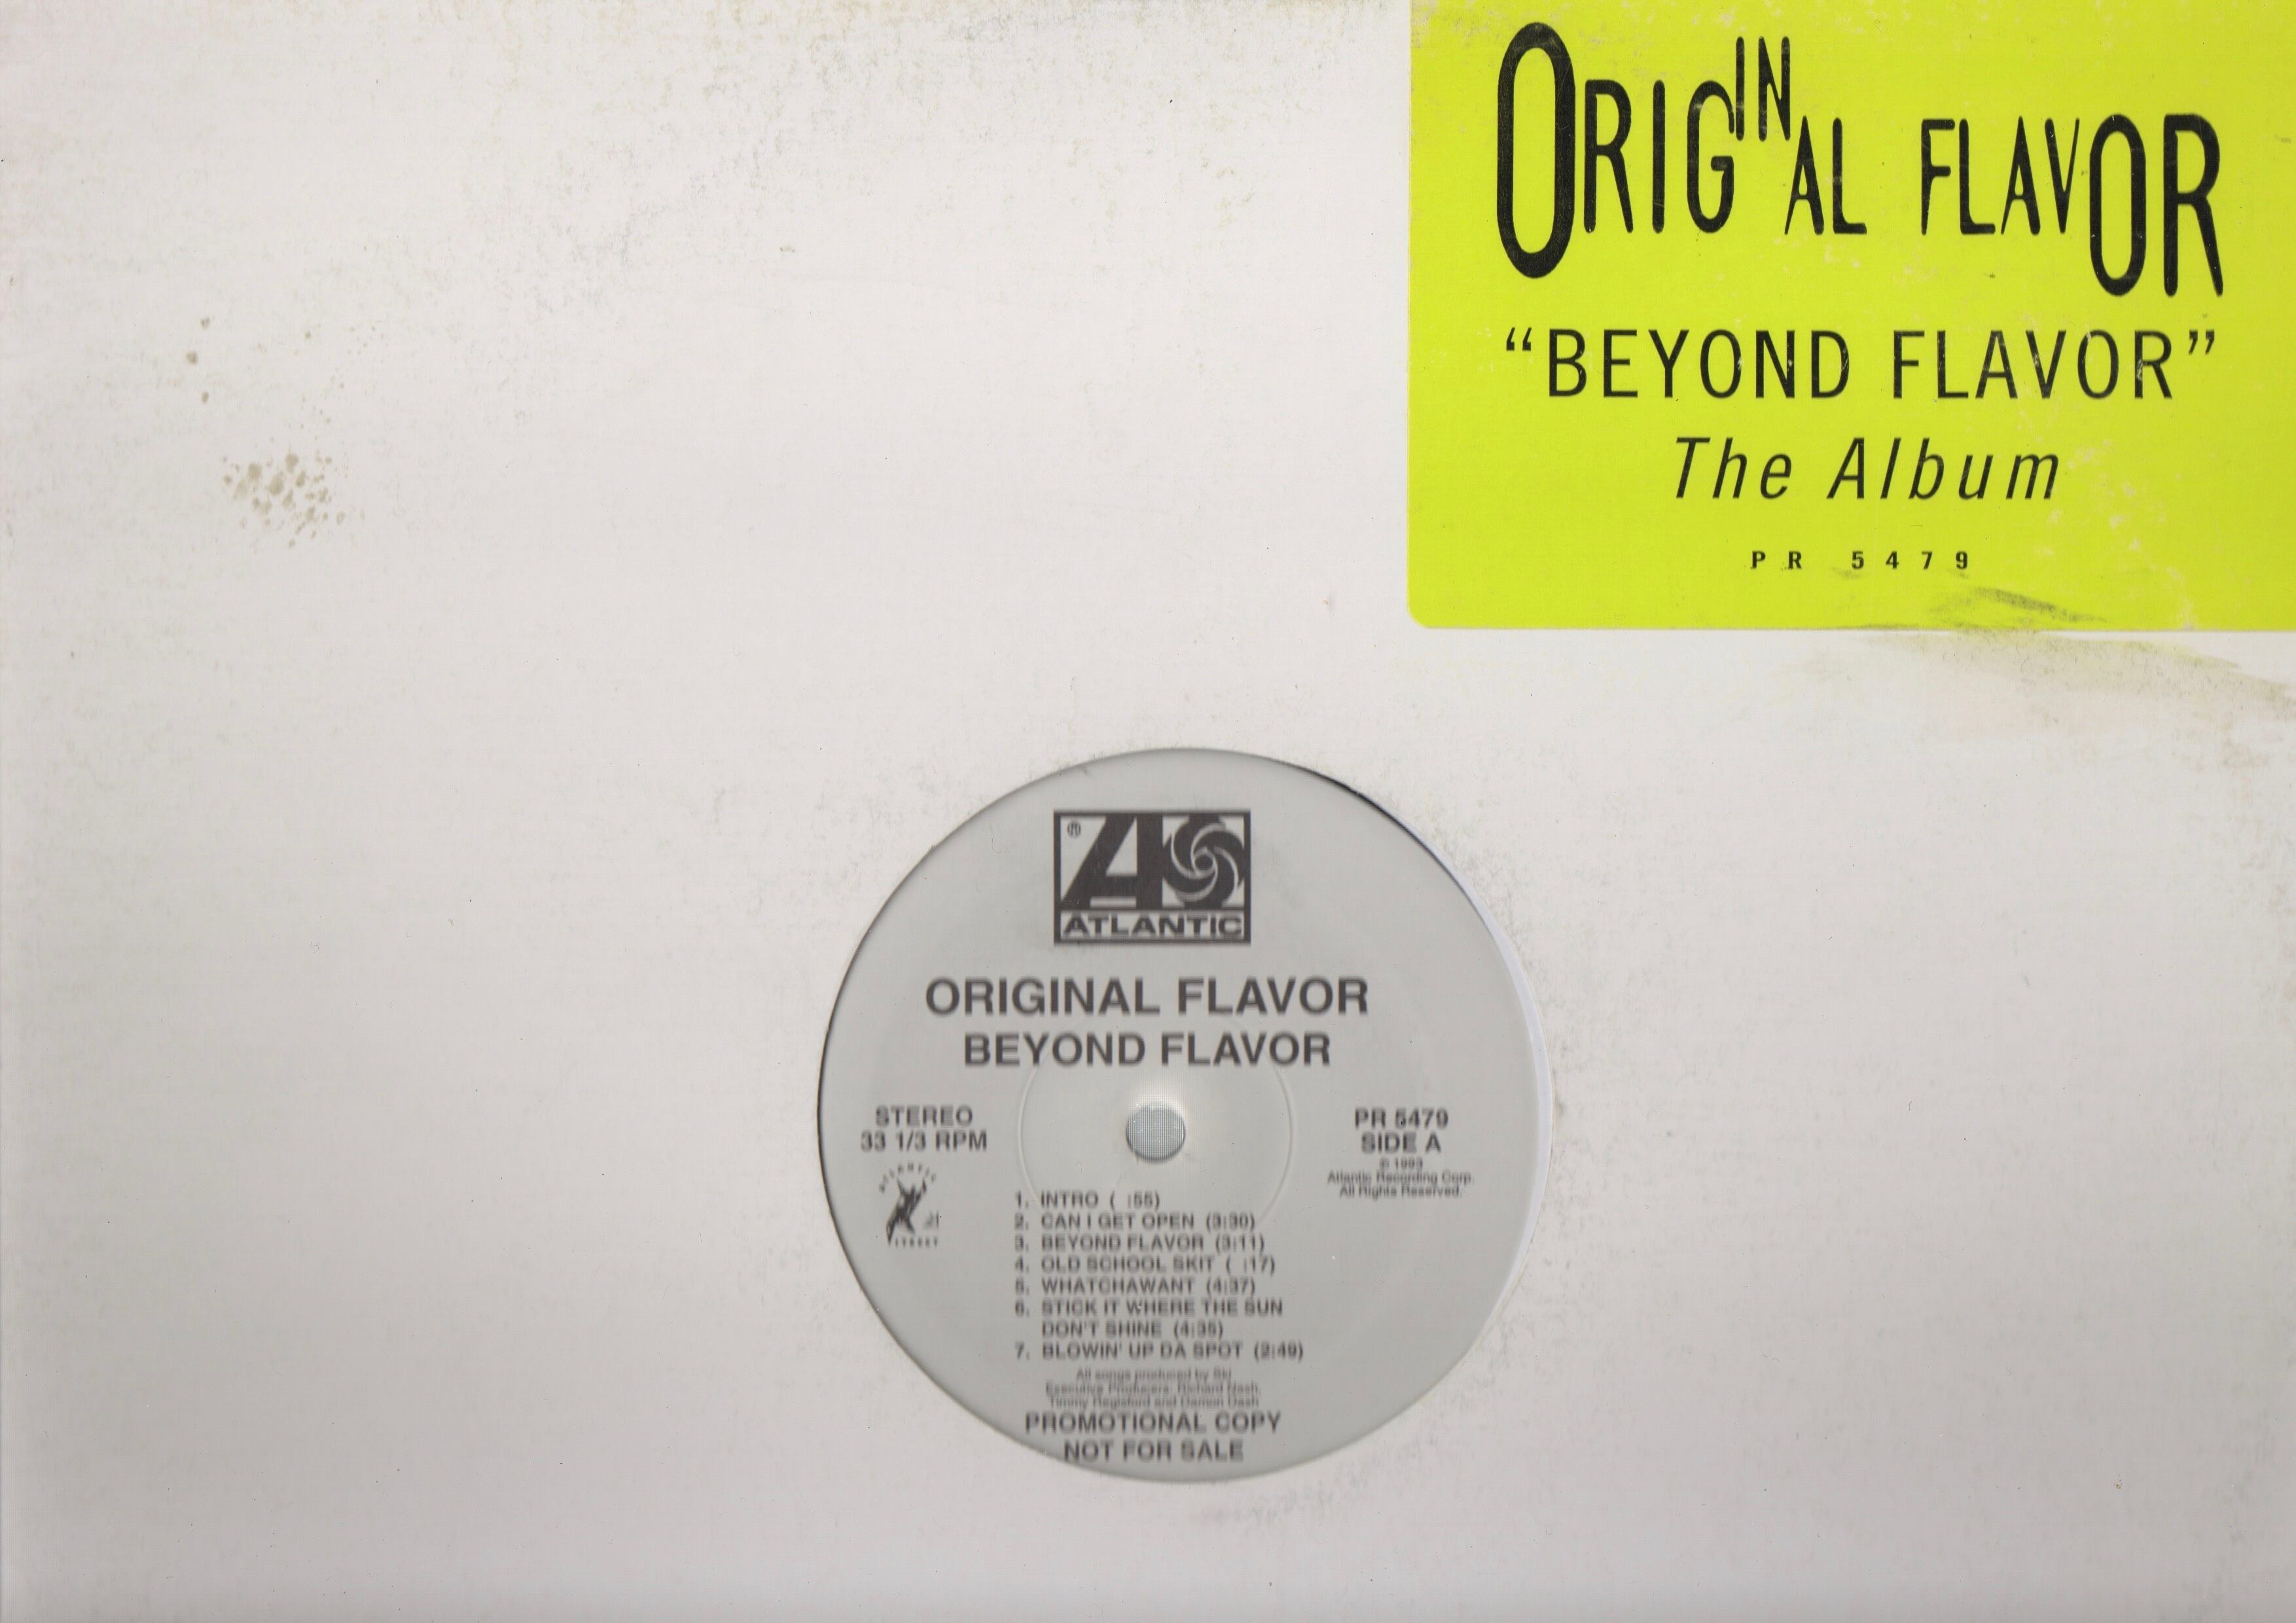 ORIGINAL FLAVOR
“BEYOND FLAVOR”
The Album
PR 5479
®
ATLANTIC
ORIGINAL FLAVOR
BEYOND FLAVOR
STEREO
33 1/3 RPM
ATLANTIC
STREET
PR 5479
SIDE A
© 1993
Atlantic Recording Corp.
All Rights Reserved.
1. INTRO ( :55)
2. CAN I GET OPEN (3:30)
3. BEYOND FLAVOR (3:11)
4. OLD SCHOOL SKIT ( :17)
5. WHATCHAWANT (4:37)
6. STICK IT WHERE THE SUN
DON'T SHINE (4:35)
7. BLOWIN' UP DA SPOT (2:49)
All songs produced by Ski
Executive Producers: Richard Nash,
Timmy Regisford and Damon Dash
PROMOTIONAL COPY
NOT FOR SALE